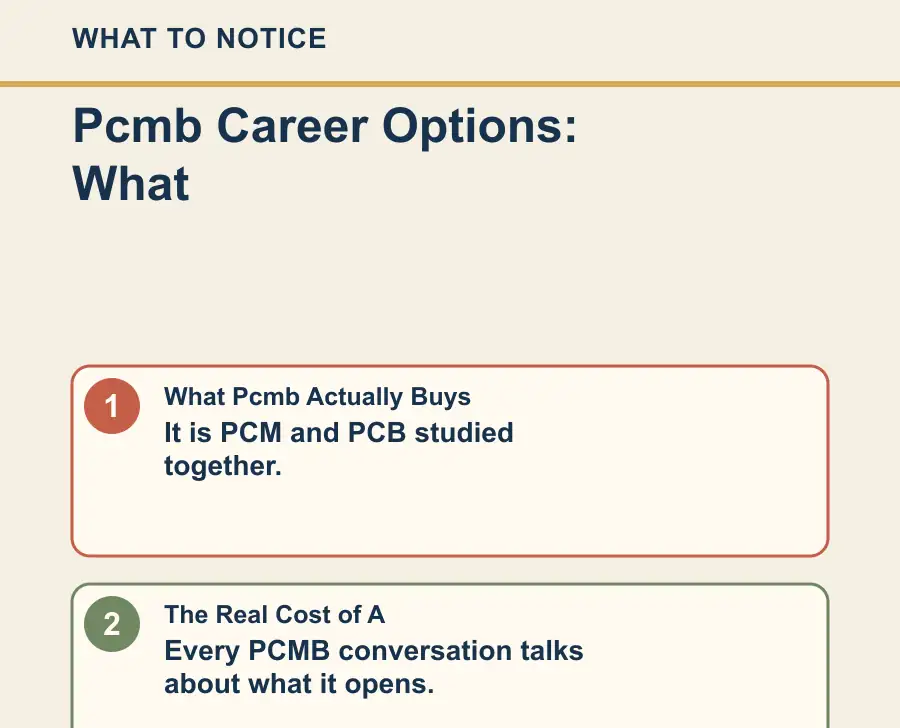 WHAT TO NOTICE
Pcmb Career Options:
What
1
What Pcmb Actually Buys
It is PCM and PCB studied
together.
2
The Real Cost of A
Every PCMB conversation talks
about what it opens.